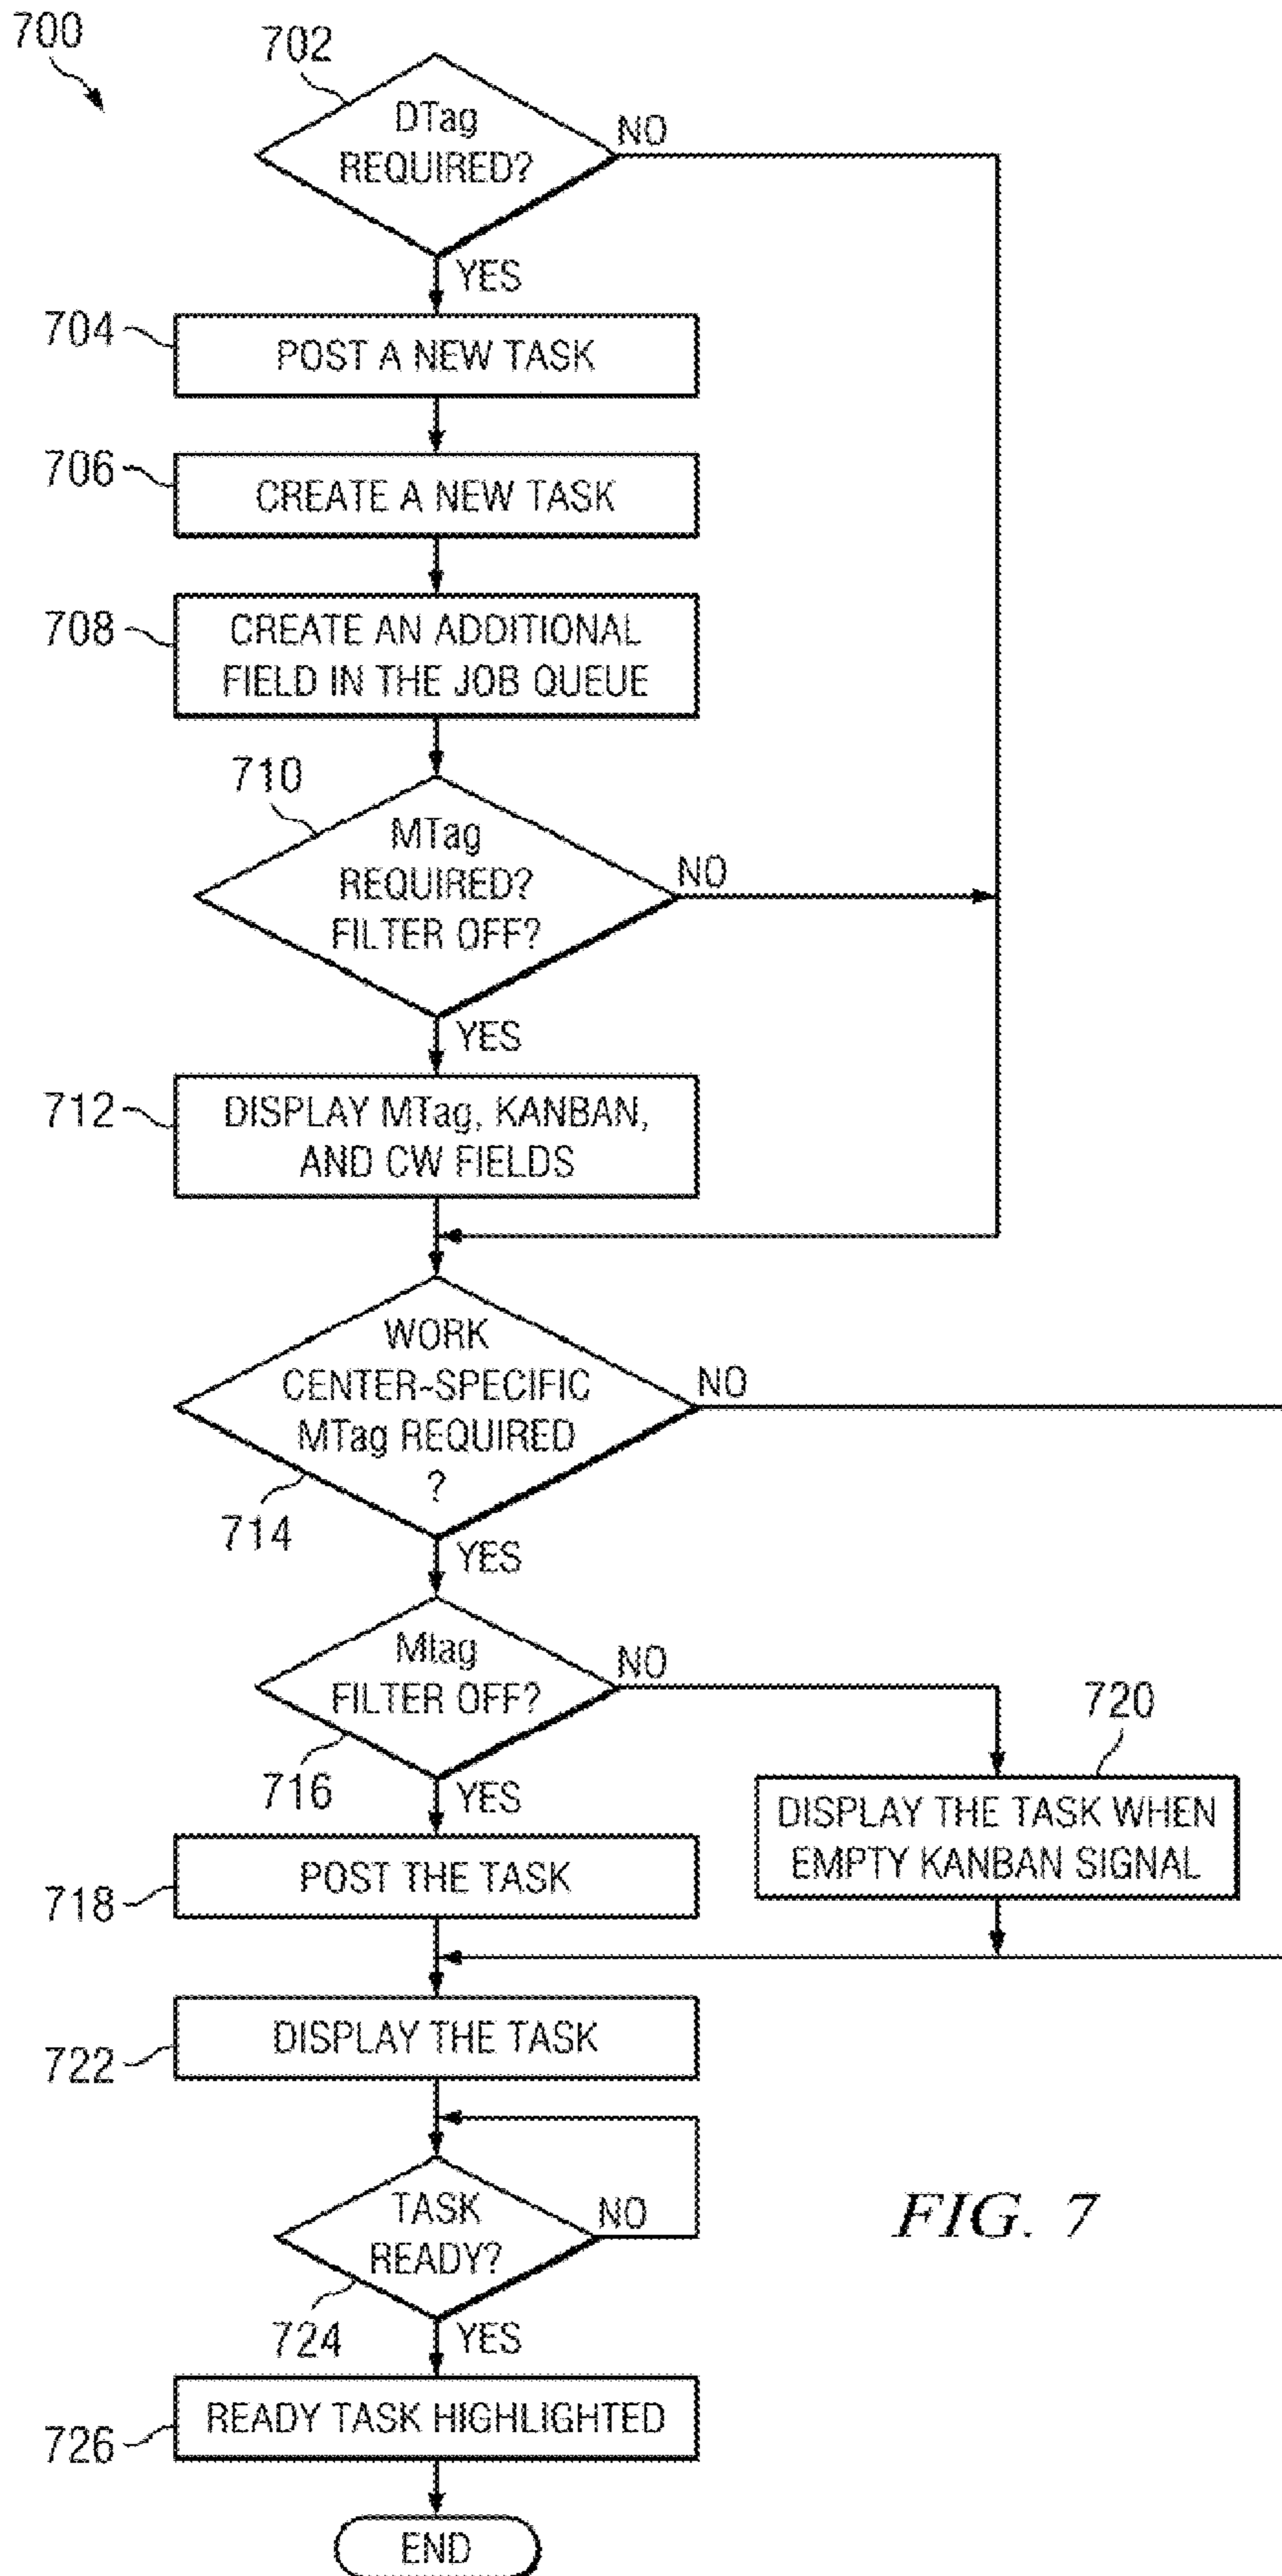 700
702
DTag
REQUIRED?
NO
YES
704
POST A NEW TASK
706
CREATE A NEW TASK
708
CREATE AN ADDITIONAL
FIELD IN THE JOB QUEUE
710
MTag
REQUIRED?
FILTER OFF?
NO
YES
712
DISPLAY MTag, KANBAN,
AND CW FIELDS
WORK
CENTER-SPECIFIC
MTag REQUIRED
?
NO
714
YES
Mtag
FILTER OFF?
NO
716
YES
720
DISPLAY THE TASK WHEN
EMPTY KANBAN SIGNAL
718
POST THE TASK
722
DISPLAY THE TASK
TASK
READY?
NO
724
YES
FIG. 7
726
READY TASK HIGHLIGHTED
END